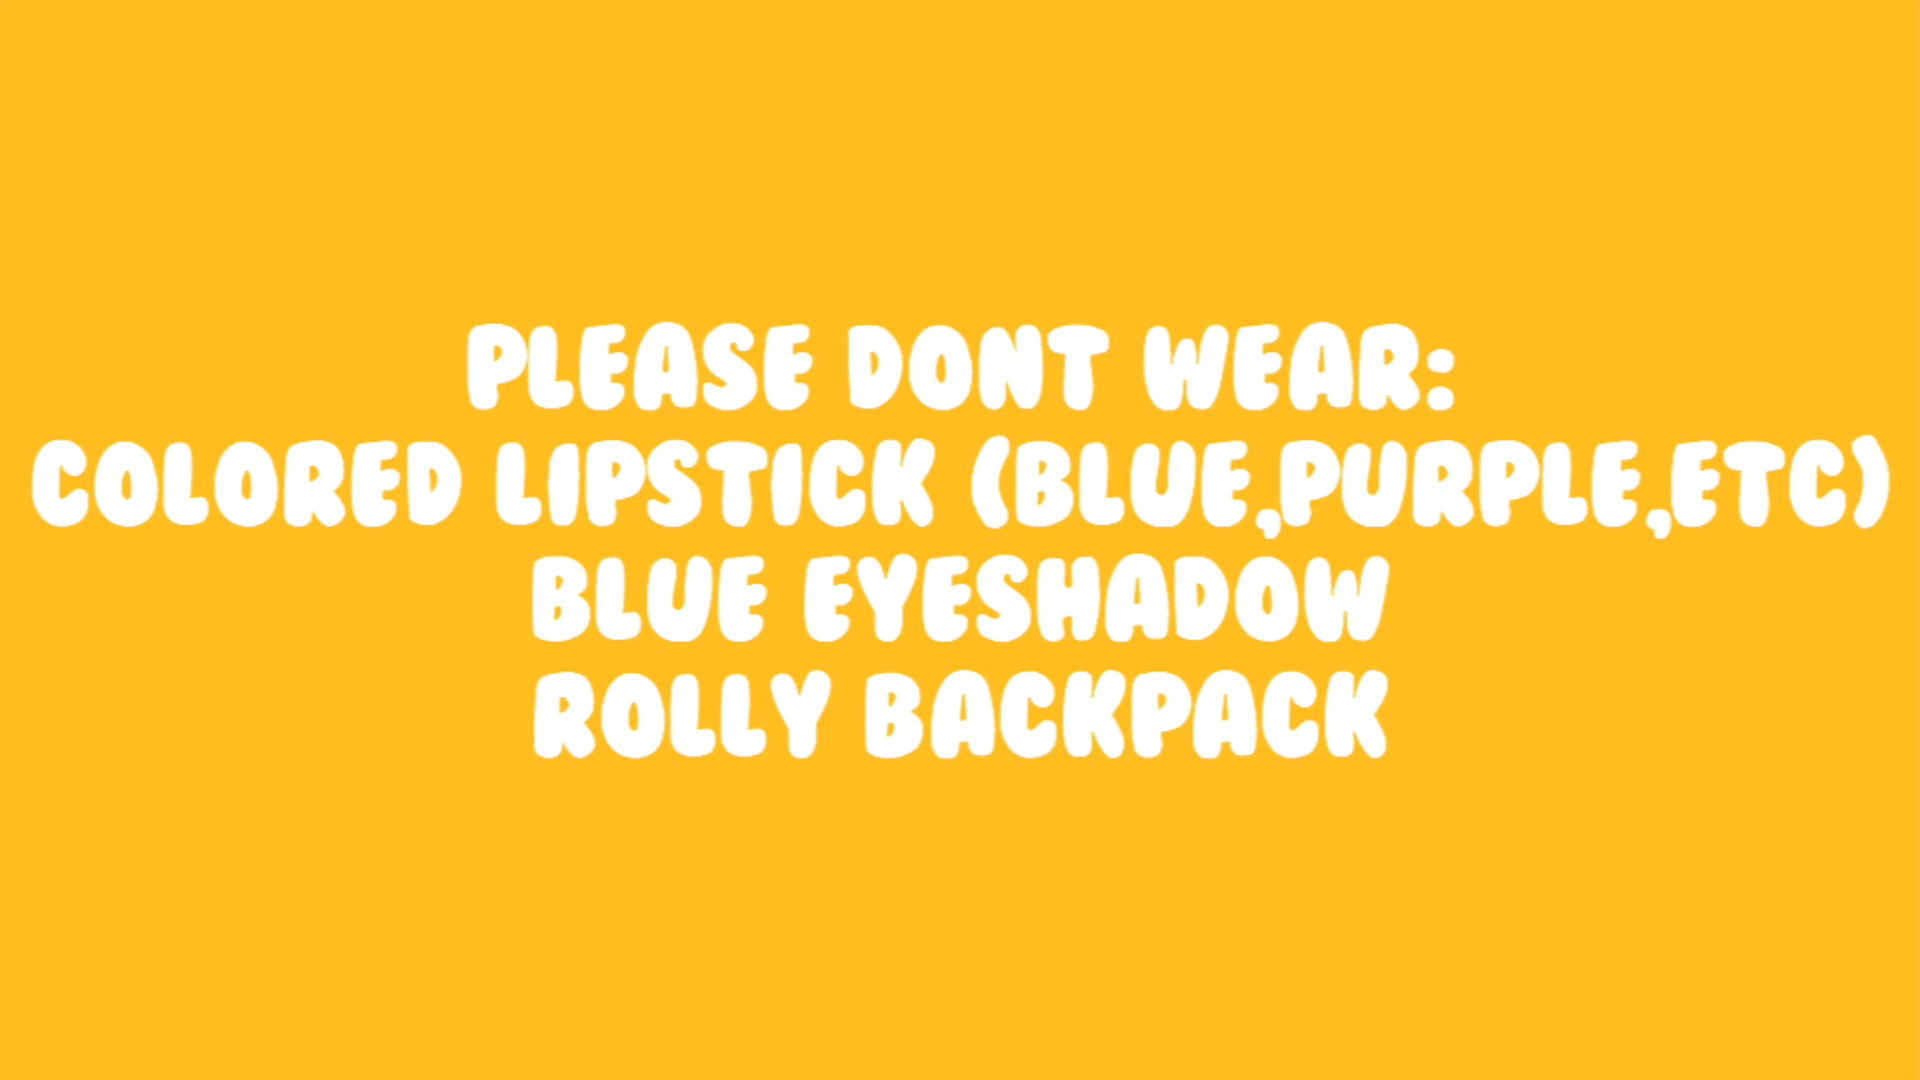 PLEASE DONT WEAR:
COLORED LIPSTICK (BLUE,PURPLE,ETC)
BLUE EYESHADOW
ROLLY BACKPACK